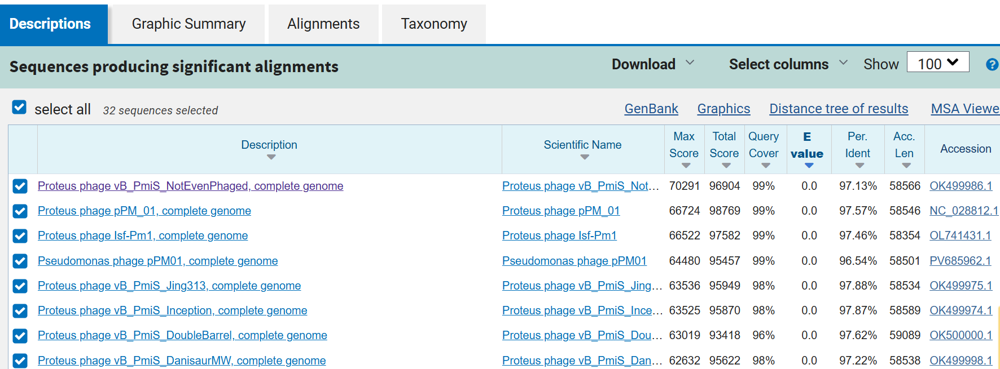 Descriptions Graphic Summary Alignments Taxonomy
Sequences producing significant alignments Download Select columns Show 100 ?
select all 32 sequences selected GenBank Graphics Distance tree of results MSA Viewe
Description Scientific Name Max Score Total Score Query Cover E value Per. Ident Acc. Len Accession
Proteus phage vB_PmiS_NotEvenPhaged, complete genome Proteus phage vB_PmiS_Not... 70291 96904 99% 0.0 97.13% 58566 OK499986.1
Proteus phage pPM_01, complete genome Proteus phage pPM_01 66724 98769 99% 0.0 97.57% 58546 NC_028812.1
Proteus phage Isf-Pm1, complete genome Proteus phage Isf-Pm1 66522 97582 99% 0.0 97.46% 58354 OL741431.1
Pseudomonas phage pPM01, complete genome Pseudomonas phage pPM01 64480 95457 99% 0.0 96.54% 58501 PV685962.1
Proteus phage vB_PmiS_Jing313, complete genome Proteus phage vB_PmiS_Jing... 63536 95949 98% 0.0 97.88% 58534 OK499975.1
Proteus phage vB_PmiS_Inception, complete genome Proteus phage vB_PmiS_Ince... 63525 95870 98% 0.0 97.87% 58589 OK499974.1
Proteus phage vB_PmiS_DoubleBarrel, complete genome Proteus phage vB_PmiS_Dou... 63019 93418 96% 0.0 97.62% 59089 OK500000.1
Proteus phage vB_PmiS_DanisaurMW, complete genome Proteus phage vB_PmiS_Dan... 62632 95622 98% 0.0 97.22% 58538 OK499998.1